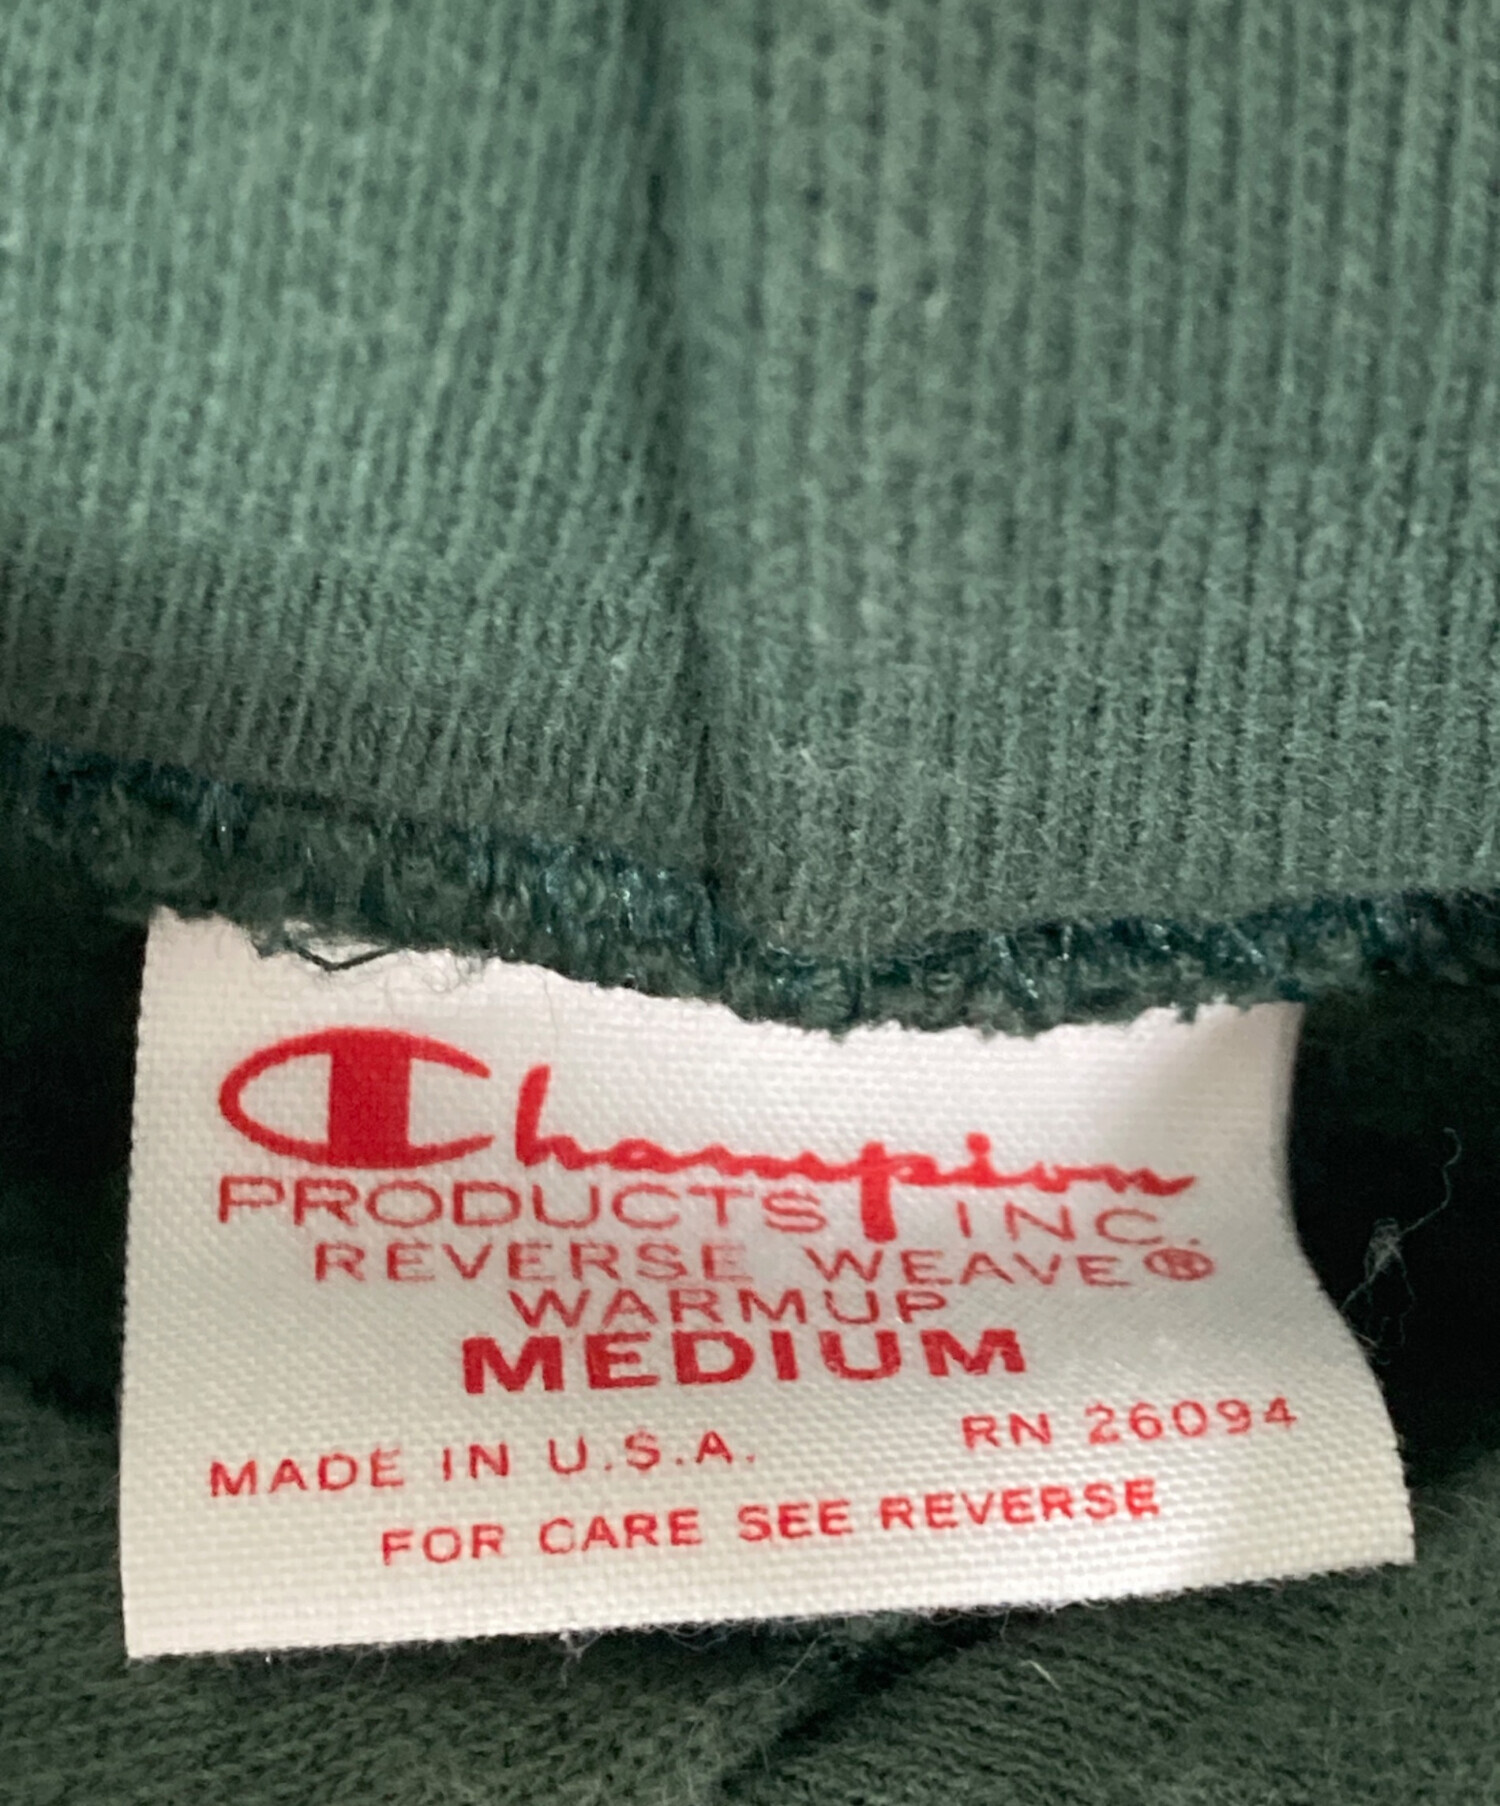 Champion
PRODUCTS INC.
REVERSE WEAVE®
WARMUP
MEDIUM
MADE IN U.S.A. RN 26094
FOR CARE SEE REVERSE